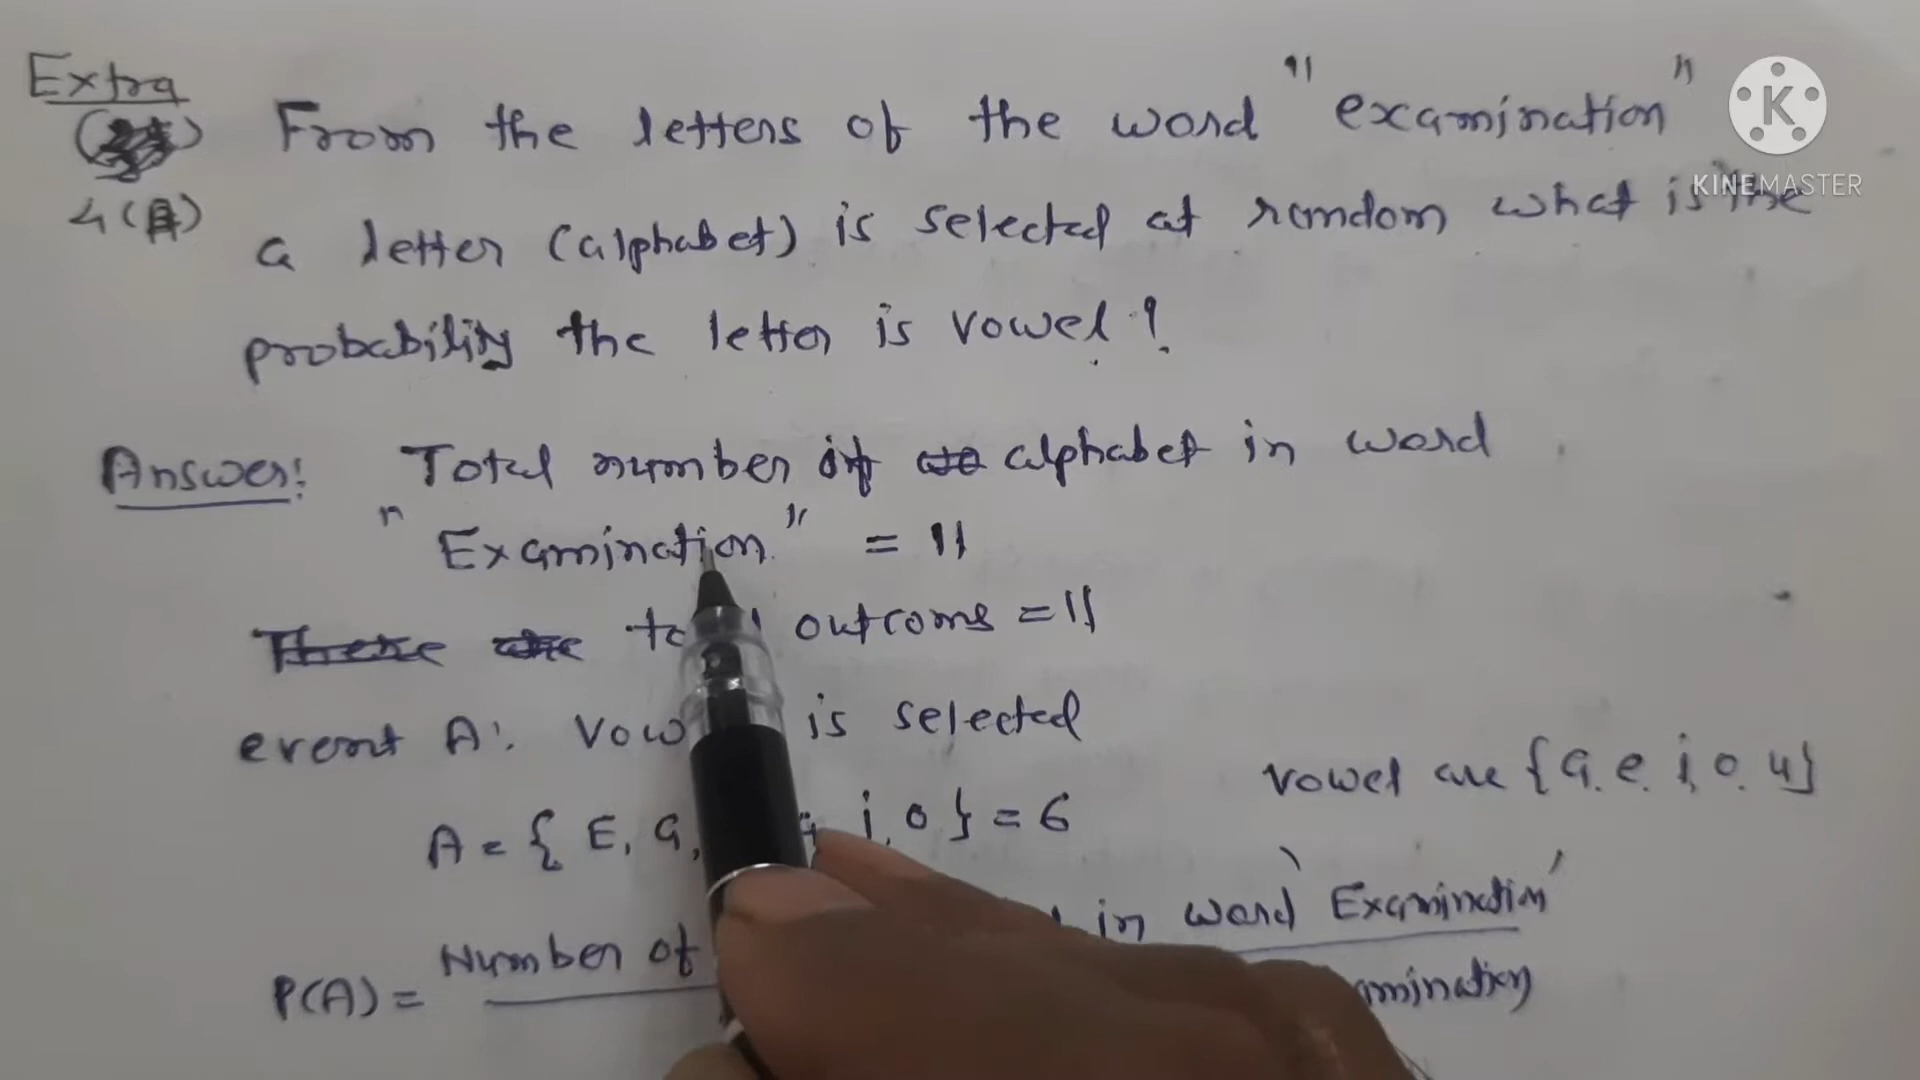 Extra
From the letters of the word "examination"
4(A)
a letter (alphabet) is selected at random what is the
probability the letter is vowel?
KINEMASTER
Answer: Total number of alphabet in word
"Examination" = 11
outcoms = 11
event A: is selected
vowel are {a, e, i, o, u}
A = { E, a, i, o } = 6
P(A) = Number of in word 'Examination'